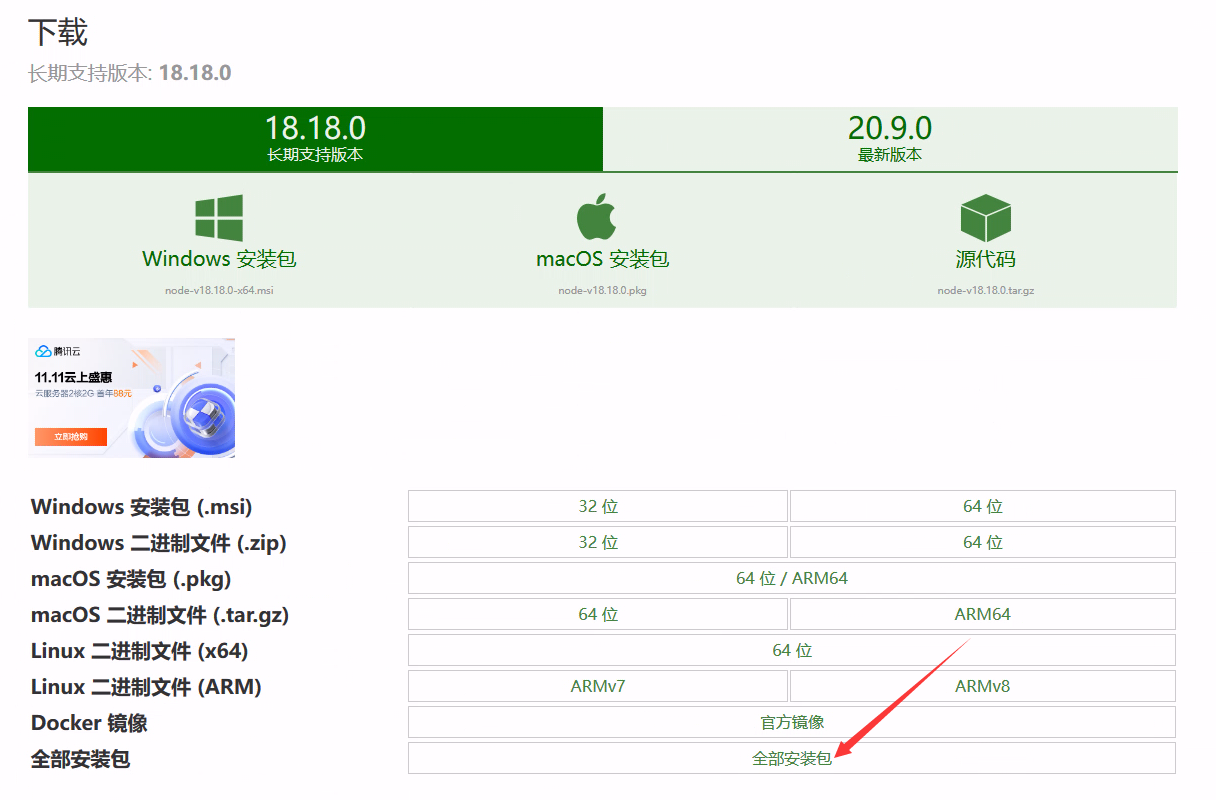 下载
长期支持版本: 18.18.0
18.18.0
长期支持版本
20.9.0
最新版本
Windows 安装包
node-v18.18.0-x64.msi
macOS 安装包
node-v18.18.0.pkg
源代码
node-v18.18.0.tar.gz
腾讯云
11.11云上盛惠
云服务器2核2G 首年88元
立即抢购
Windows 安装包 (.msi) 32 位 64 位
Windows 二进制文件 (.zip) 32 位 64 位
macOS 安装包 (.pkg) 64 位 / ARM64
macOS 二进制文件 (.tar.gz) 64 位 ARM64
Linux 二进制文件 (x64) 64 位
Linux 二进制文件 (ARM) ARMv7 ARMv8
Docker 镜像 官方镜像
全部安装包 全部安装包